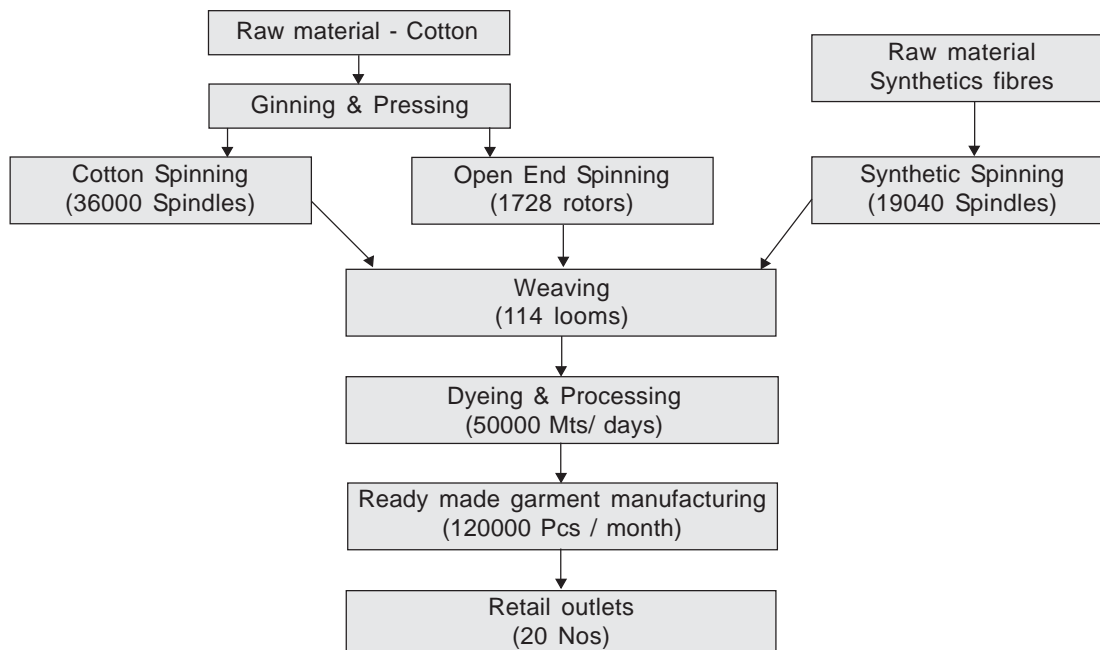 Raw material - Cotton
Raw material
Synthetics fibres
Ginning & Pressing
Cotton Spinning
(36000 Spindles)
Open End Spinning
(1728 rotors)
Synthetic Spinning
(19040 Spindles)
Weaving
(114 looms)
Dyeing & Processing
(50000 Mts/ days)
Ready made garment manufacturing
(120000 Pcs / month)
Retail outlets
(20 Nos)